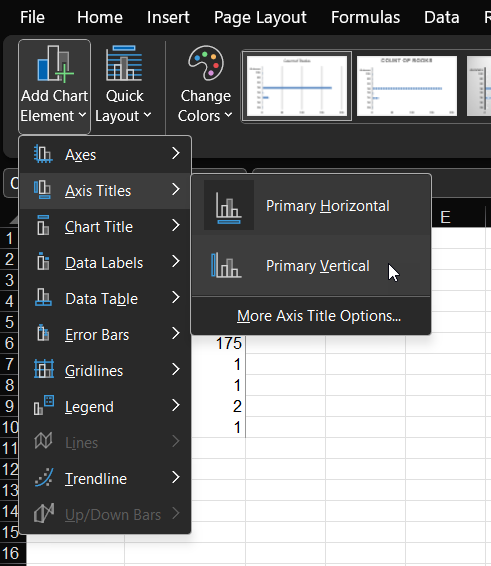 File Home Insert Page Layout Formulas Data
Add Chart Element
Quick Layout
Change Colors
COUNT OF ROOKS
Axes
Axis Titles
Chart Title
Data Labels
Data Table
Error Bars
Gridlines
Legend
Lines
Trendline
Up/Down Bars
Primary Horizontal
Primary Vertical
More Axis Title Options...
E
1
2
3
4
5
6 175
7 1
8 1
9 2
10 1
11
12
13
14
15
16